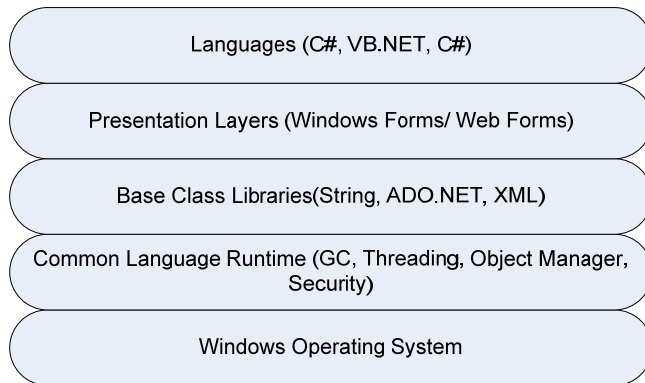 Languages (C#, VB.NET, C#)
Presentation Layers (Windows Forms/ Web Forms)
Base Class Libraries(String, ADO.NET, XML)
Common Language Runtime (GC, Threading, Object Manager,
Security)
Windows Operating System